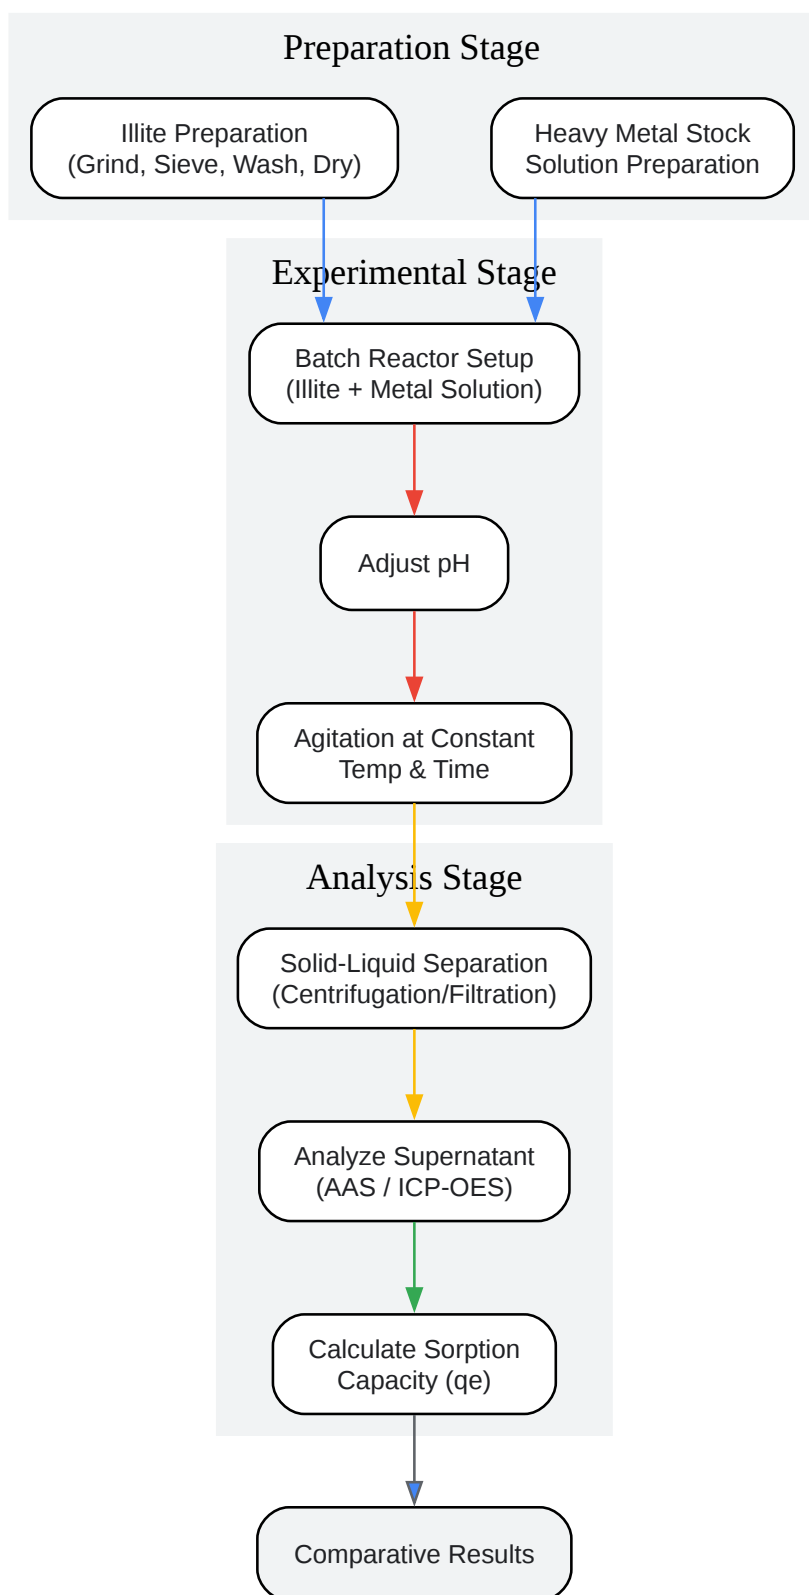 Preparation Stage
Illite Preparation
(Grind, Sieve, Wash, Dry)
Heavy Metal Stock
Solution Preparation
Experimental Stage
Batch Reactor Setup
(Illite + Metal Solution)
Adjust pH
Agitation at Constant
Temp & Time
Analysis Stage
Solid-Liquid Separation
(Centrifugation/Filtration)
Analyze Supernatant
(AAS / ICP-OES)
Calculate Sorption
Capacity (qe)
Comparative Results